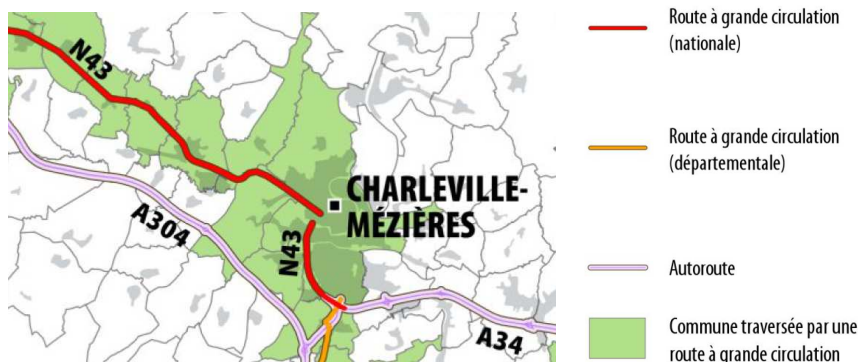 N43
CHARLEVILLE-
MÉZIÈRES
A304
N43
A34
Route à grande circulation
(nationale)
Route à grande circulation
(départementale)
Autoroute
Commune traversée par une
route à grande circulation